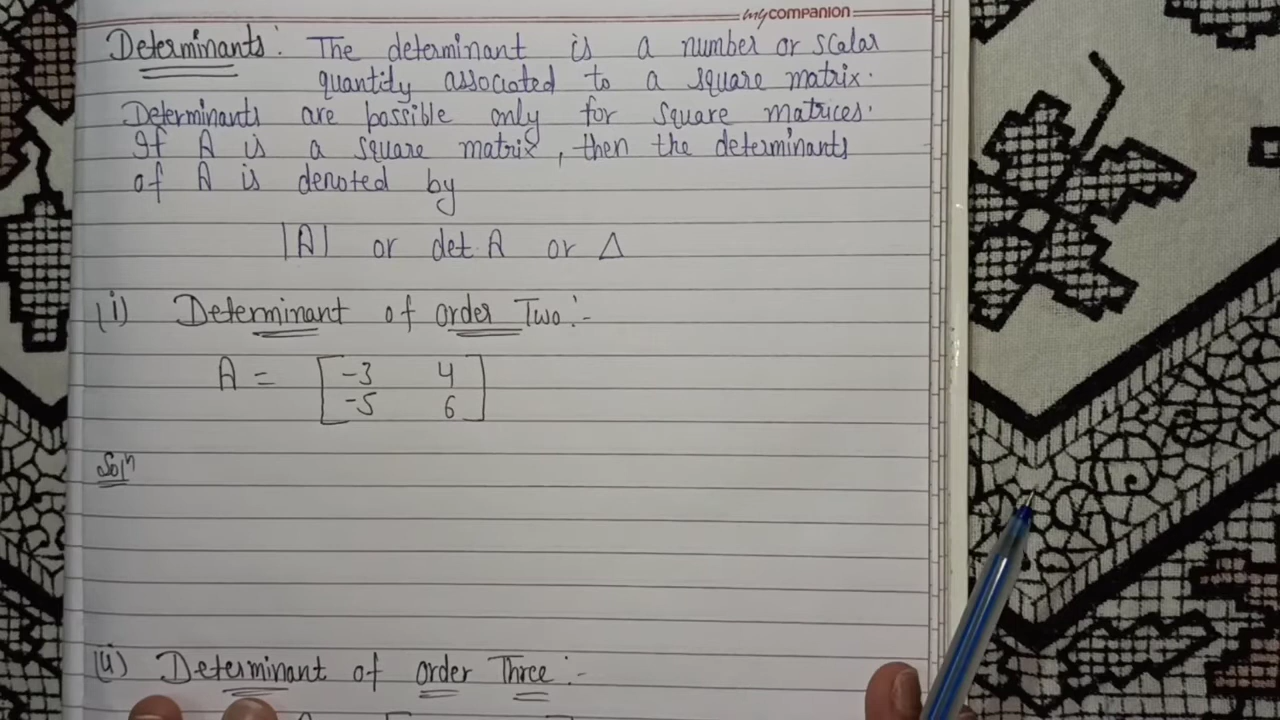 my companion
Determinants: The determinant is a number or scalar
quantity associated to a square matrix.
Determinants are possible only for square matrices.
If A is a square matrix, then the determinants
of A is denoted by
|A| or det. A or Δ
(i) Determinant of order Two:-
A = [ -3 4
-5 6 ]
Soln
(ii) Determinant of order Three:-